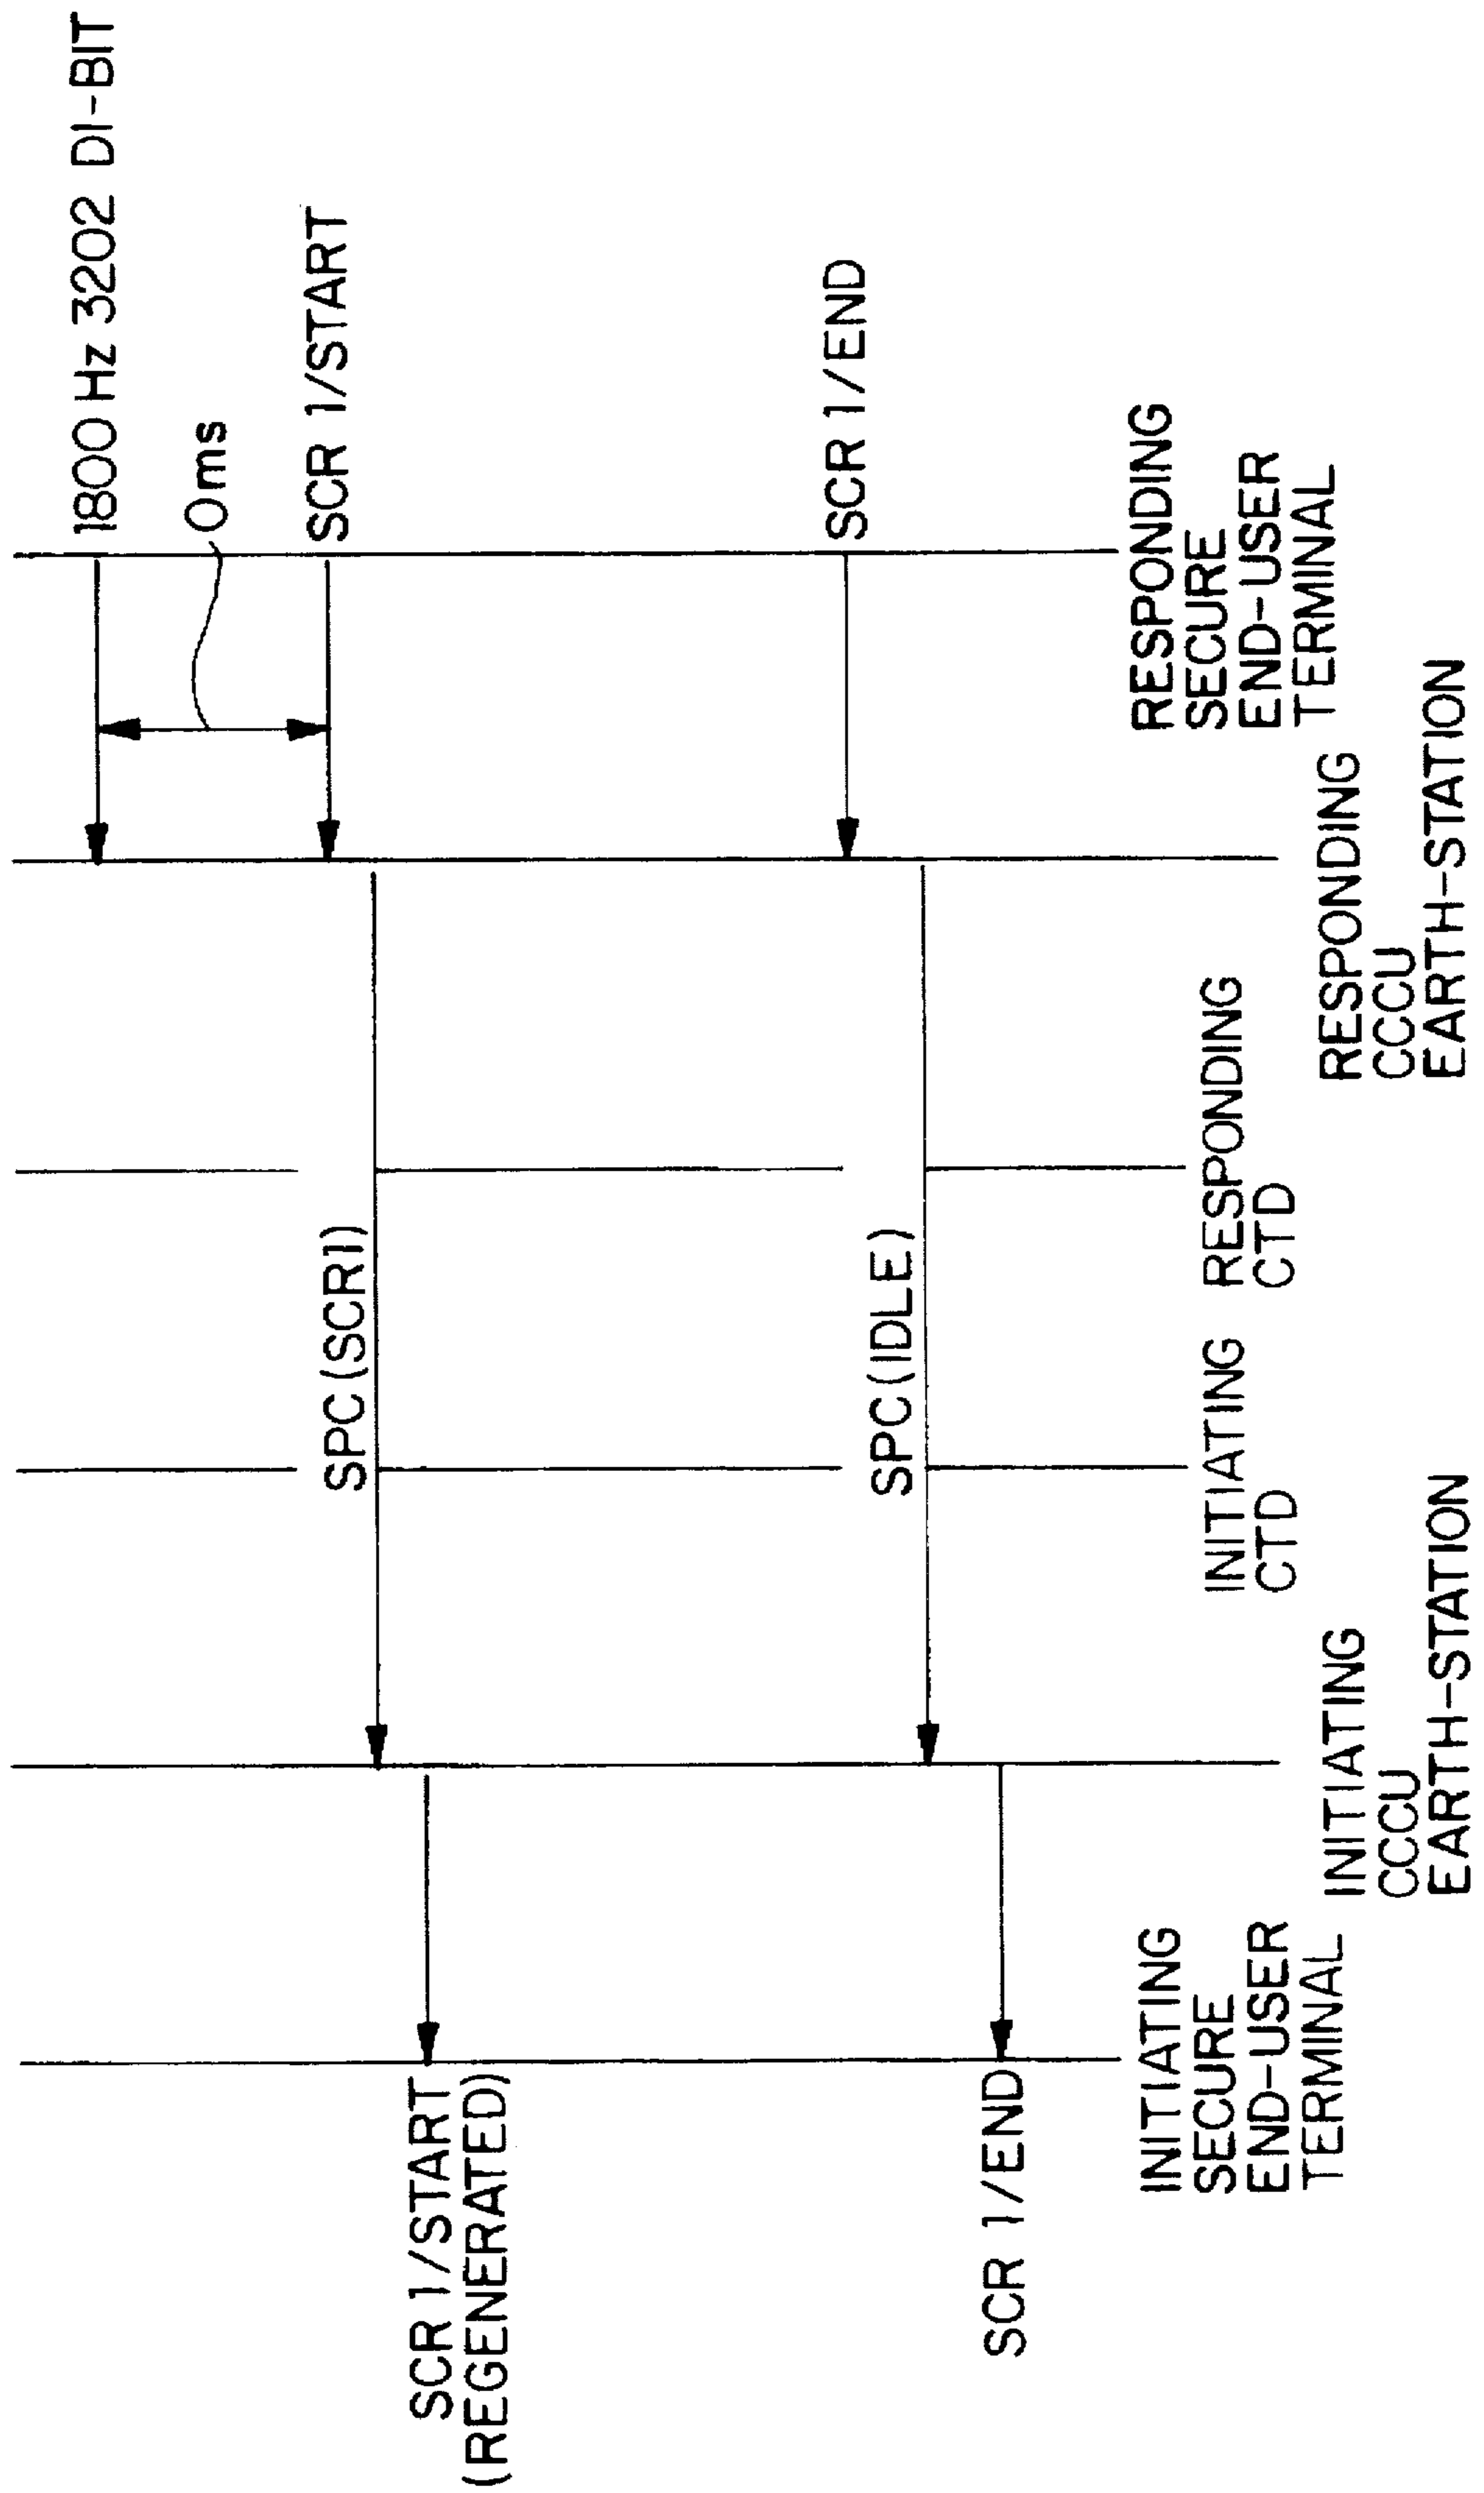 1800 Hz 3202 DI-BIT
0ms
SCR 1/START
SPC(SCR1)
SCR 1/START
(REGENERATED)
SCR 1/END
SPC(IDLE)
SCR 1/END
INITIATING
SECURE
END-USER
TERMINAL
INITIATING
CCCU
EARTH-STATION
INITIATING
CTD
RESPONDING
CTD
RESPONDING
CCCU
EARTH-STATION
RESPONDING
SECURE
END-USER
TERMINAL